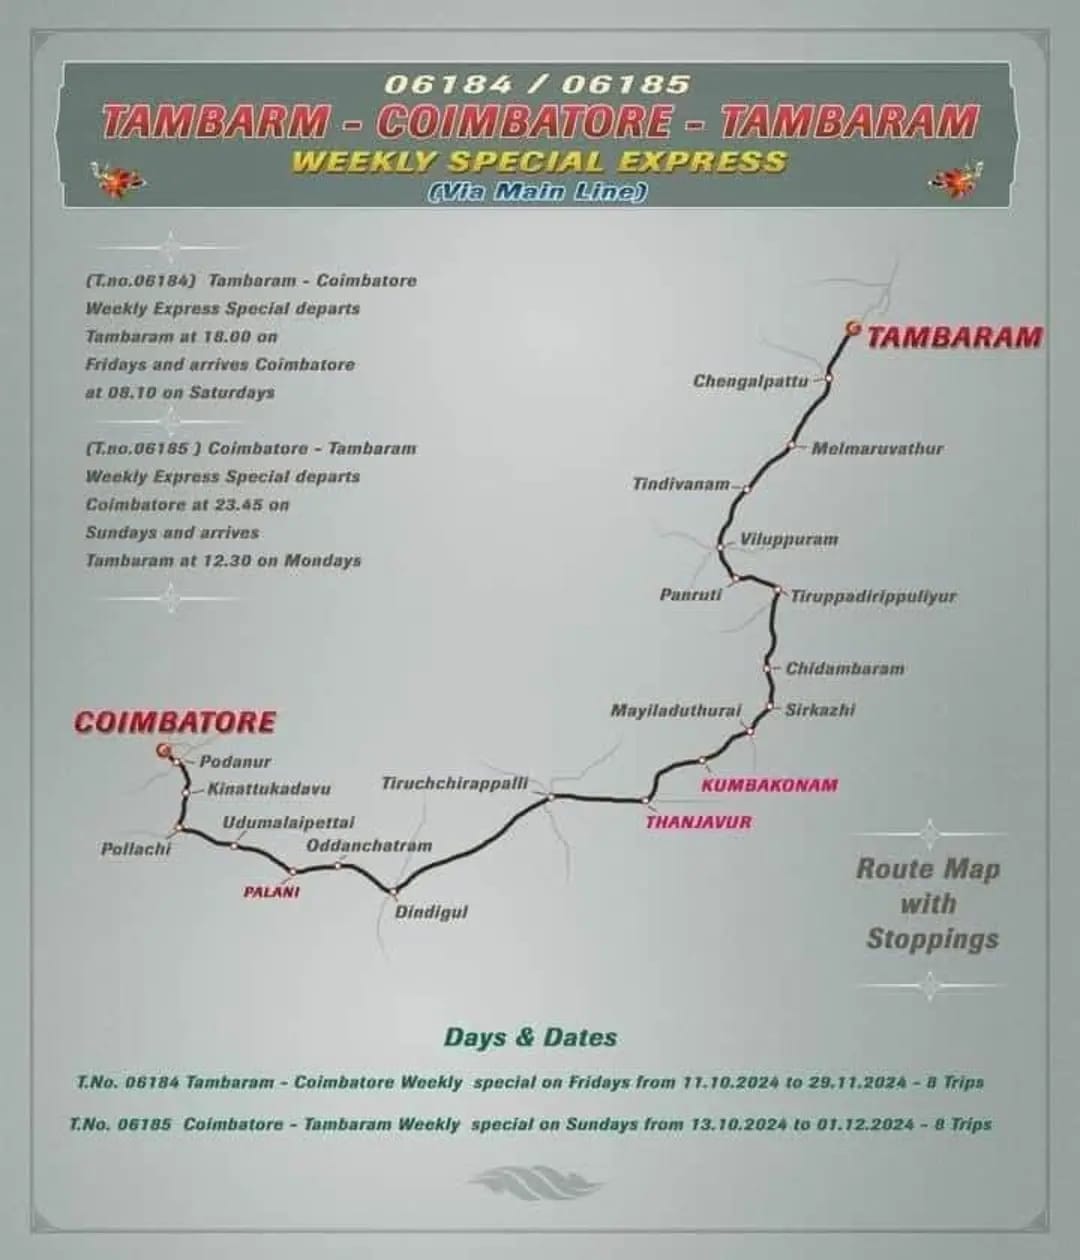 06184 / 06185
TAMBARM - COIMBATORE - TAMBARAM
WEEKLY SPECIAL EXPRESS
(Via Main Line)
(T.no.06184) Tambaram - Coimbatore
Weekly Express Special departs
Tambaram at 18.00 on
Fridays and arrives Coimbatore
at 08.10 on Saturdays
(T.no.06185 ) Coimbatore - Tambaram
Weekly Express Special departs
Coimbatore at 23.45 on
Sundays and arrives
Tambaram at 12.30 on Mondays
TAMBARAM
Chengalpattu
Melmaruvathur
Tindivanam
Viluppuram
Panruti
Tiruppadirippuliyur
Chidambaram
Mayiladuthurai
Sirkazhi
COIMBATORE
Podanur
Kinattukadavu
Tiruchchirappalli
KUMBAKONAM
THANJAVUR
Udumalaipettai
Pollachi
Oddanchatram
PALANI
Dindigul
Route Map
with
Stoppings
Days & Dates
T.No. 06184 Tambaram - Coimbatore Weekly special on Fridays from 11.10.2024 to 29.11.2024 - 8 Trips
T.No. 06185 Coimbatore - Tambaram Weekly special on Sundays from 13.10.2024 to 01.12.2024 - 8 Trips